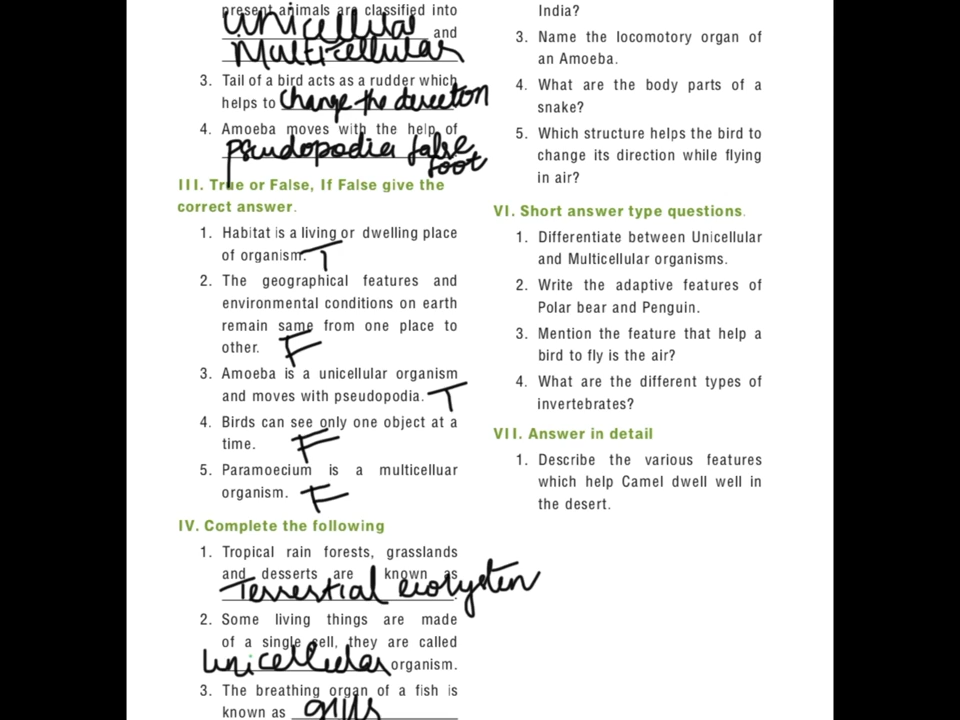 present animals are classified into
unicellular and
Multicellular
3. Tail of a bird acts as a rudder which
helps to change the direction
4. Amoeba moves with the help of
pseudopodia false
foot
III. True or False, If False give the
correct answer.
1. Habitat is a living or dwelling place
of organism. T
2. The geographical features and
environmental conditions on earth
remain same from one place to
other. F
3. Amoeba is a unicellular organism
and moves with pseudopodia. T
4. Birds can see only one object at a
time. F
5. Paramoecium is a multicelluar
organism. F
IV. Complete the following
1. Tropical rain forests, grasslands
and desserts are known as
Terrestial ecosystem
2. Some living things are made
of a single cell, they are called
unicellular organism.
3. The breathing organ of a fish is
known as gills
India?
3. Name the locomotory organ of
an Amoeba.
4. What are the body parts of a
snake?
5. Which structure helps the bird to
change its direction while flying
in air?
VI. Short answer type questions.
1. Differentiate between Unicellular
and Multicellular organisms.
2. Write the adaptive features of
Polar bear and Penguin.
3. Mention the feature that help a
bird to fly is the air?
4. What are the different types of
invertebrates?
VII. Answer in detail
1. Describe the various features
which help Camel dwell well in
the desert.